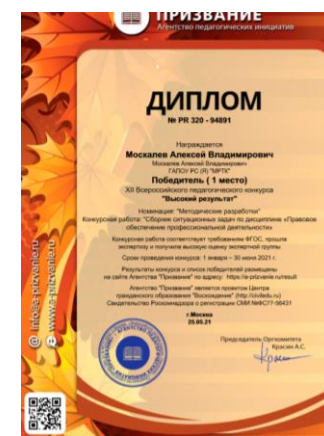 ПРИЗВАНИЕ
Агентство педагогических инициатив
ДИПЛОМ
№ PR 320 - 94891
Награждается
Москалев Алексей Владимирович
Москалев Алексей Владимирович
ГАПОУ РС (Я) "МРТК"
Победитель ( 1 место)
XII Всероссийского педагогического конкурса
"Высокий результат"
Номинация: "Методические разработки"
Конкурсная работа: "Сборник ситуационных задач по дисциплине «Правовое
обеспечение профессиональной деятельности»
Конкурсная работа соответствует требованиям ФГОС, прошла
экспертизу и получила высокую оценку экспертной группы
Сроки проведения конкурса: 1 января – 30 июня 2021 г.
Результаты конкурса и список победителей размещены
на сайте Агентства "Призвание" по адресу: https://a-prizvanie.ru/result
Агентство "Призвание" является проектом Центра
гражданского образования "Восхождение" (http://civiledu.ru)
Свидетельство Роскомнадзора о регистрации СМИ №ФС77-56431
г.Москва
25.05.21
Председатель Оргкомитета
Красин А.С.
@ info@a-prizvanie.ru
www.a-prizvanie.ru